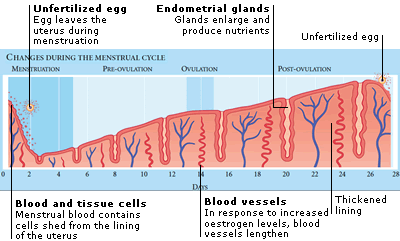 Unfertilized egg
Egg leaves the
uterus during
menstruation
Endometrial glands
Glands enlarge and
produce nutrients
Unfertilized egg
CHANGES DURING THE MENSTRUAL CYCLE
MENSTRUATION PRE-OVULATION OVULATION POST-OVULATION
0 2 4 6 8 10 12 14 16 18 20 22 24 26 28
DAYS
Blood and tissue cells
Menstrual blood contains
cells shed from the lining
of the uterus
Blood vessels
In response to increased
oestrogen levels, blood
vessels lengthen
Thickened
lining